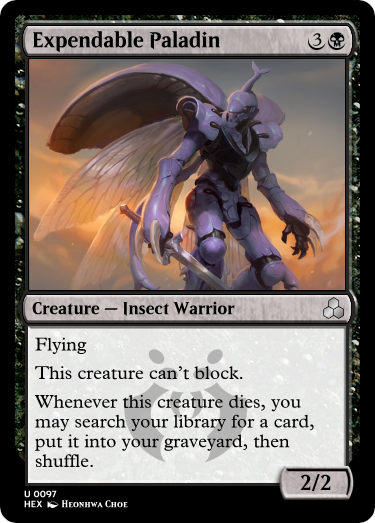 Expendable Paladin 3
Creature — Insect Warrior
Flying
This creature can't block.
Whenever this creature dies, you
may search your library for a card,
put it into your graveyard, then
shuffle.
2/2
U 0097
HEX Heonhwa Choe